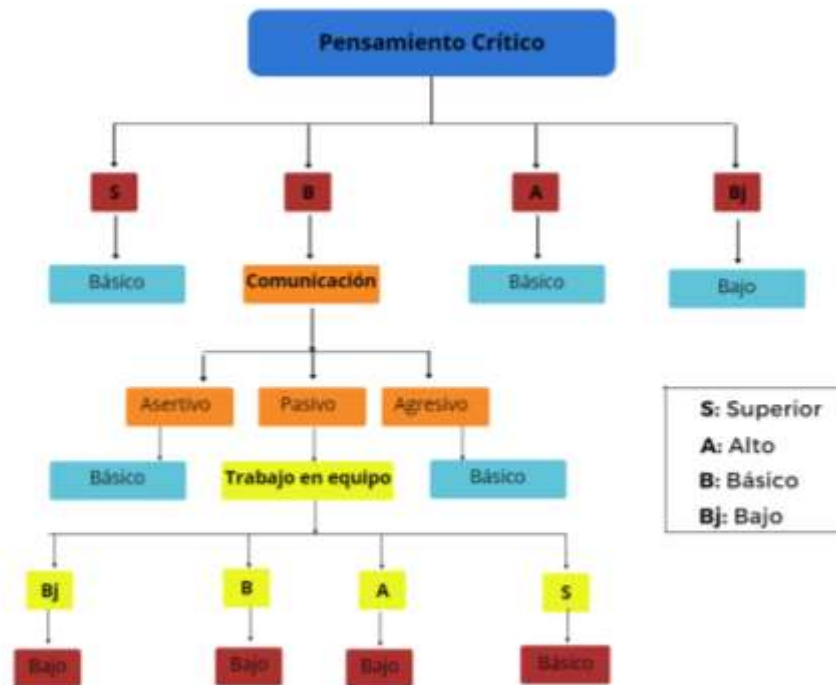 Pensamiento Crítico
S
B
A
Bj
Básico
Comunicación
Básico
Bajo
Asertivo
Pasivo
Agresivo
Básico
Trabajo en equipo
Básico
S: Superior
A: Alto
B: Básico
Bj: Bajo
Bj
B
A
S
Bajo
Bajo
Bajo
Básico